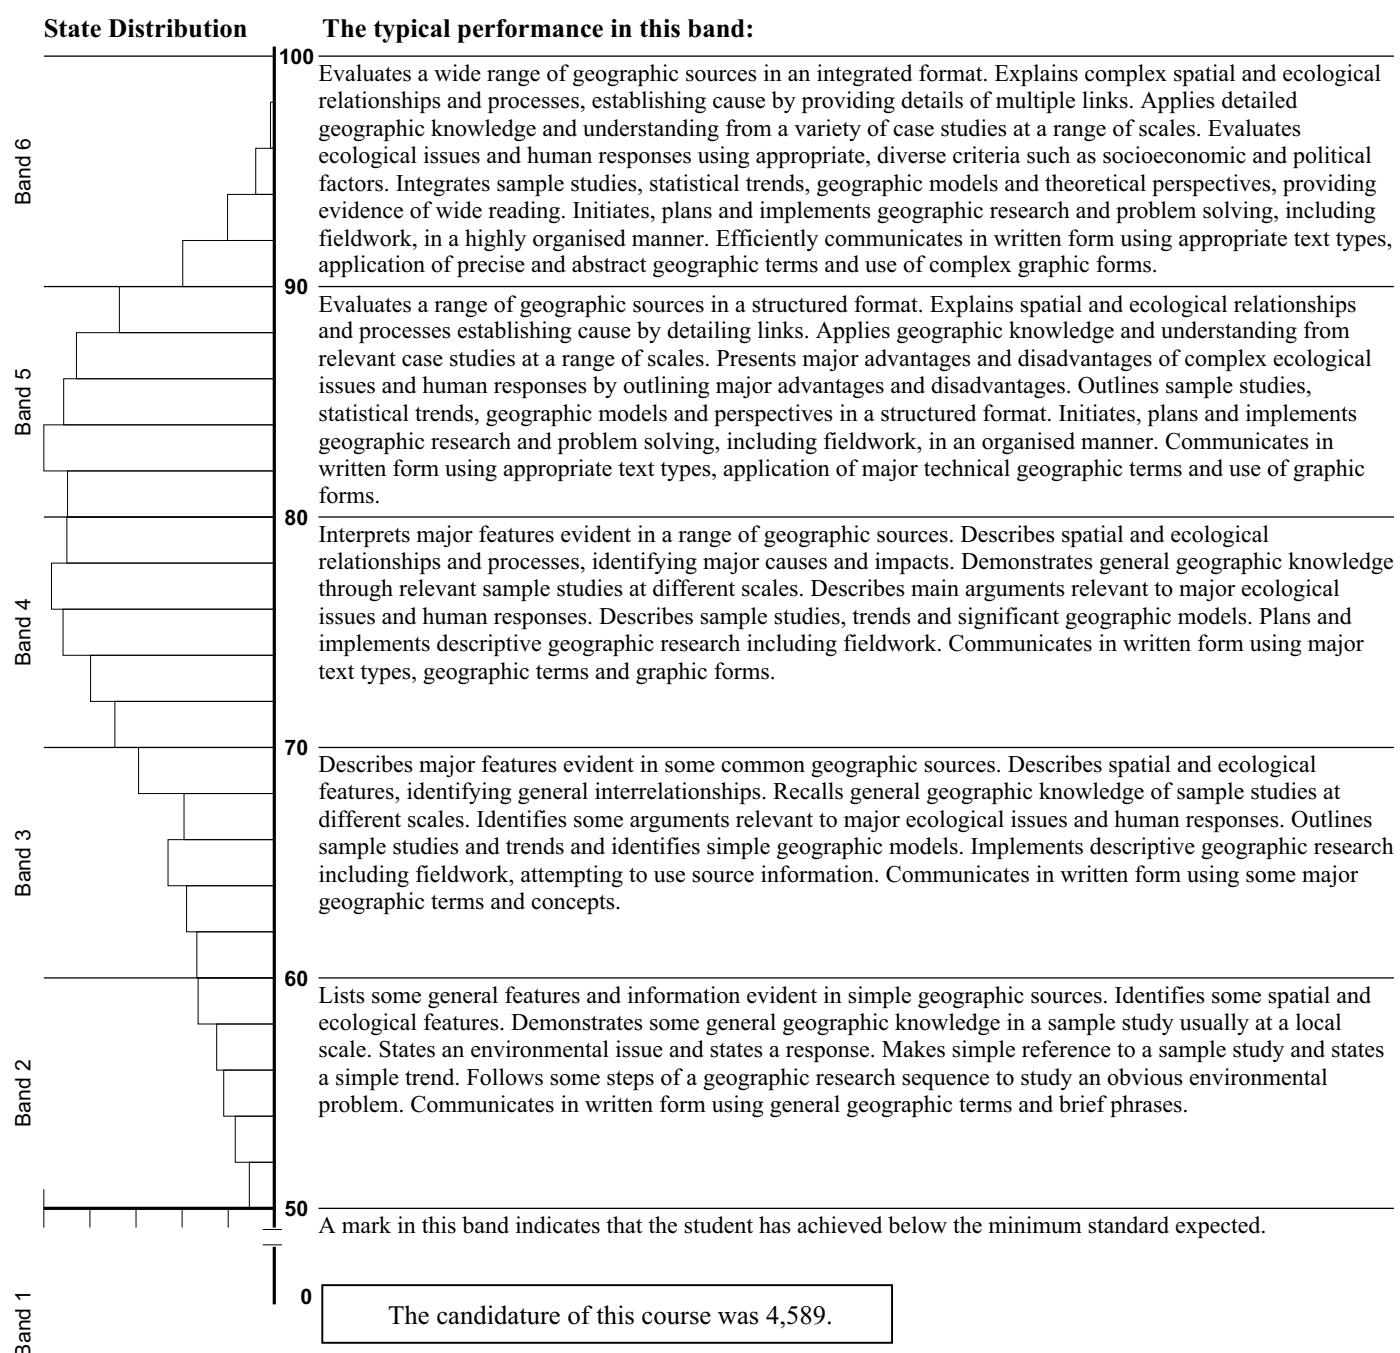 State Distribution
The typical performance in this band:
100
Band 6
Evaluates a wide range of geographic sources in an integrated format. Explains complex spatial and ecological
relationships and processes, establishing cause by providing details of multiple links. Applies detailed
geographic knowledge and understanding from a variety of case studies at a range of scales. Evaluates
ecological issues and human responses using appropriate, diverse criteria such as socioeconomic and political
factors. Integrates sample studies, statistical trends, geographic models and theoretical perspectives, providing
evidence of wide reading. Initiates, plans and implements geographic research and problem solving, including
fieldwork, in a highly organised manner. Efficiently communicates in written form using appropriate text types,
application of precise and abstract geographic terms and use of complex graphic forms.
90
Band 5
Evaluates a range of geographic sources in a structured format. Explains spatial and ecological relationships
and processes establishing cause by detailing links. Applies geographic knowledge and understanding from
relevant case studies at a range of scales. Presents major advantages and disadvantages of complex ecological
issues and human responses by outlining major advantages and disadvantages. Outlines sample studies,
statistical trends, geographic models and perspectives in a structured format. Initiates, plans and implements
geographic research and problem solving, including fieldwork, in an organised manner. Communicates in
written form using appropriate text types, application of major technical geographic terms and use of graphic
forms.
80
Band 4
Interprets major features evident in a range of geographic sources. Describes spatial and ecological
relationships and processes, identifying major causes and impacts. Demonstrates general geographic knowledge
through relevant sample studies at different scales. Describes main arguments relevant to major ecological
issues and human responses. Describes sample studies, trends and significant geographic models. Plans and
implements descriptive geographic research including fieldwork. Communicates in written form using major
text types, geographic terms and graphic forms.
70
Band 3
Describes major features evident in some common geographic sources. Describes spatial and ecological
features, identifying general interrelationships. Recalls general geographic knowledge of sample studies at
different scales. Identifies some arguments relevant to major ecological issues and human responses. Outlines
sample studies and trends and identifies simple geographic models. Implements descriptive geographic research
including fieldwork, attempting to use source information. Communicates in written form using some major
geographic terms and concepts.
60
Band 2
Lists some general features and information evident in simple geographic sources. Identifies some spatial and
ecological features. Demonstrates some general geographic knowledge in a sample study usually at a local
scale. States an environmental issue and states a response. Makes simple reference to a sample study and states
a simple trend. Follows some steps of a geographic research sequence to study an obvious environmental
problem. Communicates in written form using general geographic terms and brief phrases.
50
A mark in this band indicates that the student has achieved below the minimum standard expected.
Band 1
0
The candidature of this course was 4,589.